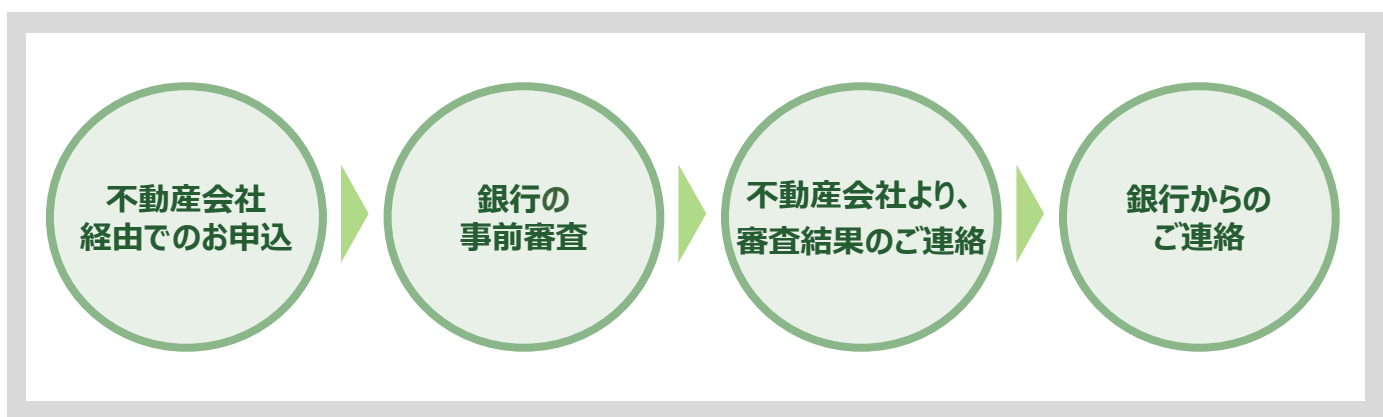 不動産会社
経由でのお申込
銀行の
事前審査
不動産会社より、
審査結果のご連絡
銀行からの
ご連絡